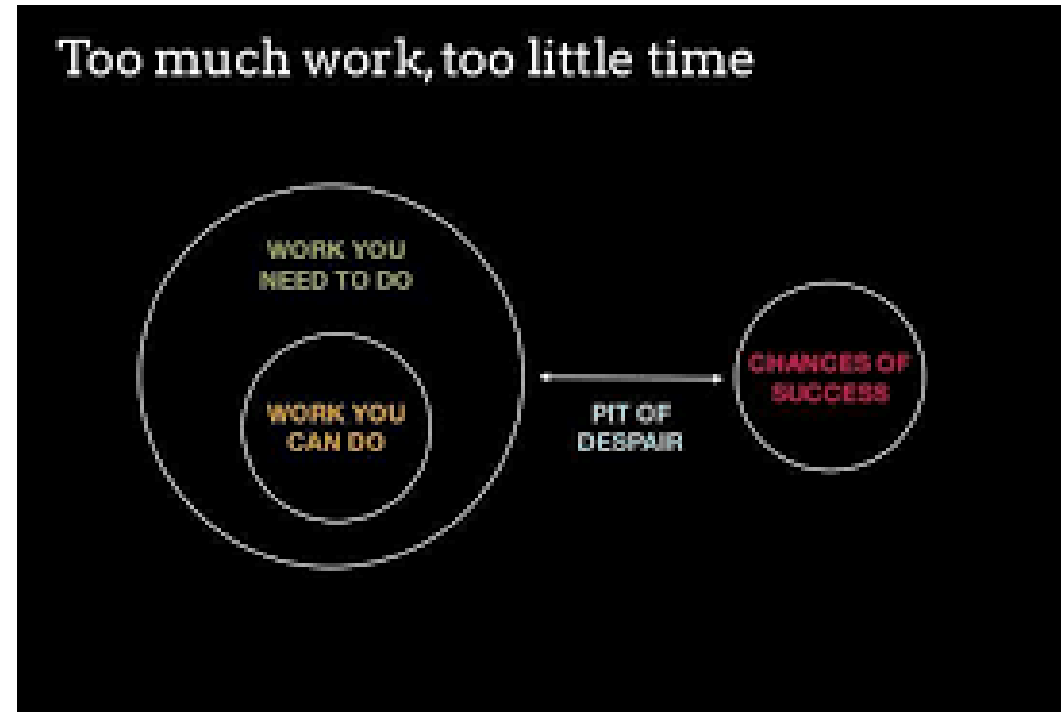 Too much work, too little time
WORK YOU
NEED TO DO
WORK YOU
CAN DO
PIT OF
DESPAIR
CHANCES OF
SUCCESS